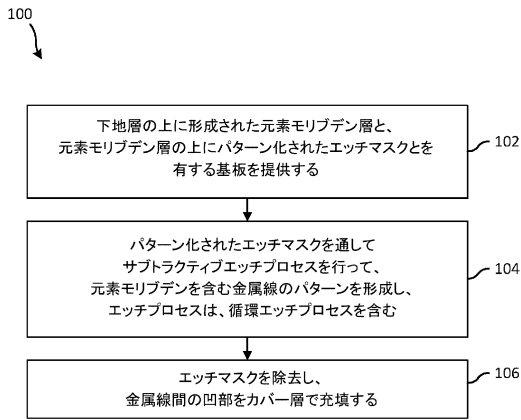 100
下地層の上に形成された元素モリブデン層と、
元素モリブデン層の上にパターン化されたエッチマスクとを
有する基板を提供する
102
パターン化されたエッチマスクを通して
サブトラクティブエッチプロセスを行って、
元素モリブデンを含む金属線のパターンを形成し、
エッチプロセスは、循環エッチプロセスを含む
104
エッチマスクを除去し、
金属線間の凹部をカバー層で充填する
106